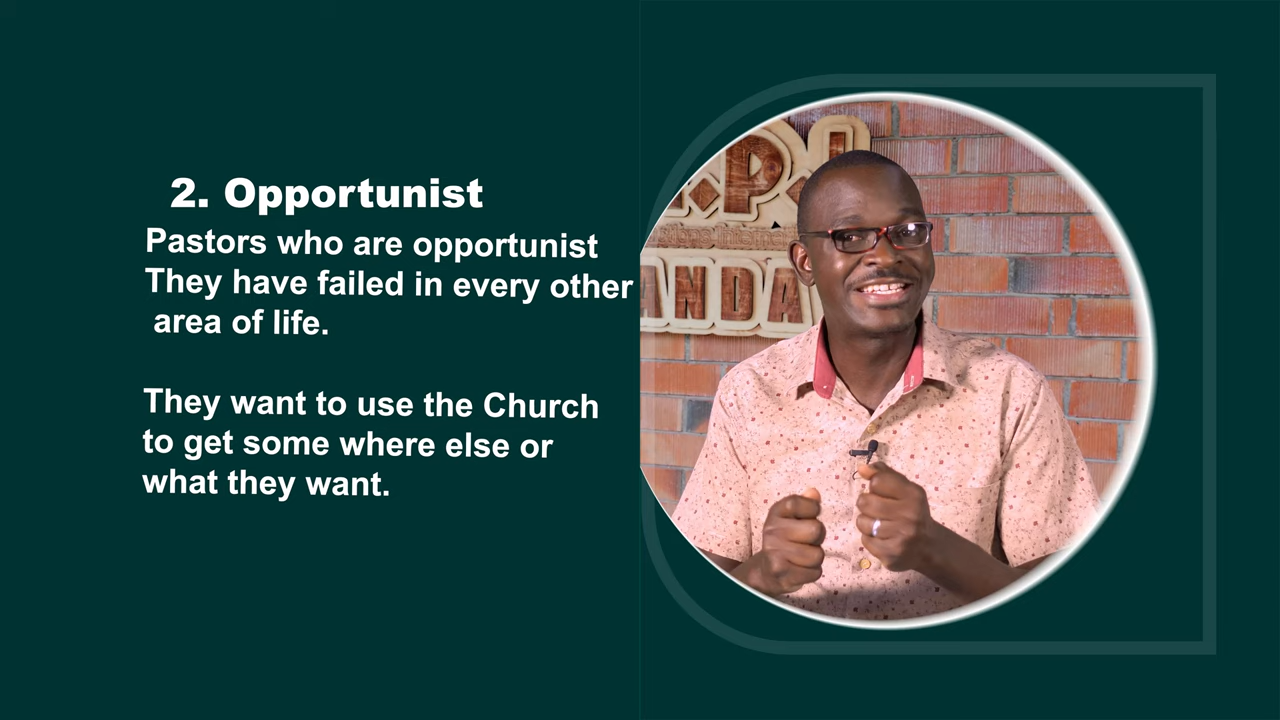 2. Opportunist
Pastors who are opportunist
They have failed in every other
area of life.
They want to use the Church
to get some where else or
what they want.
.P.I
ANDA